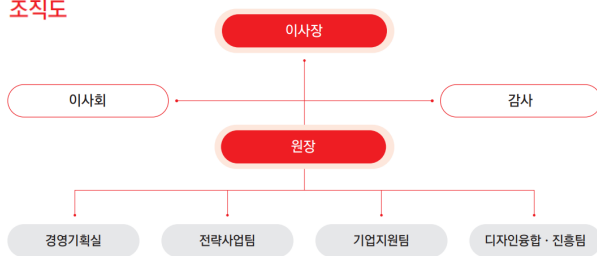 조직도
이사장
이사회
감사
원장
경영기획실
전략사업팀
기업지원팀
디자인융합 · 진흥팀